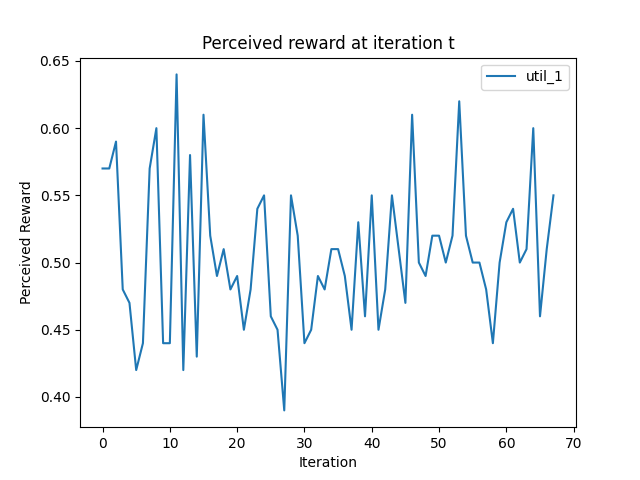 Perceived reward at iteration t
util_1
Perceived Reward
0.65
0.60
0.55
0.50
0.45
0.40
0 10 20 30 40 50 60 70
Iteration